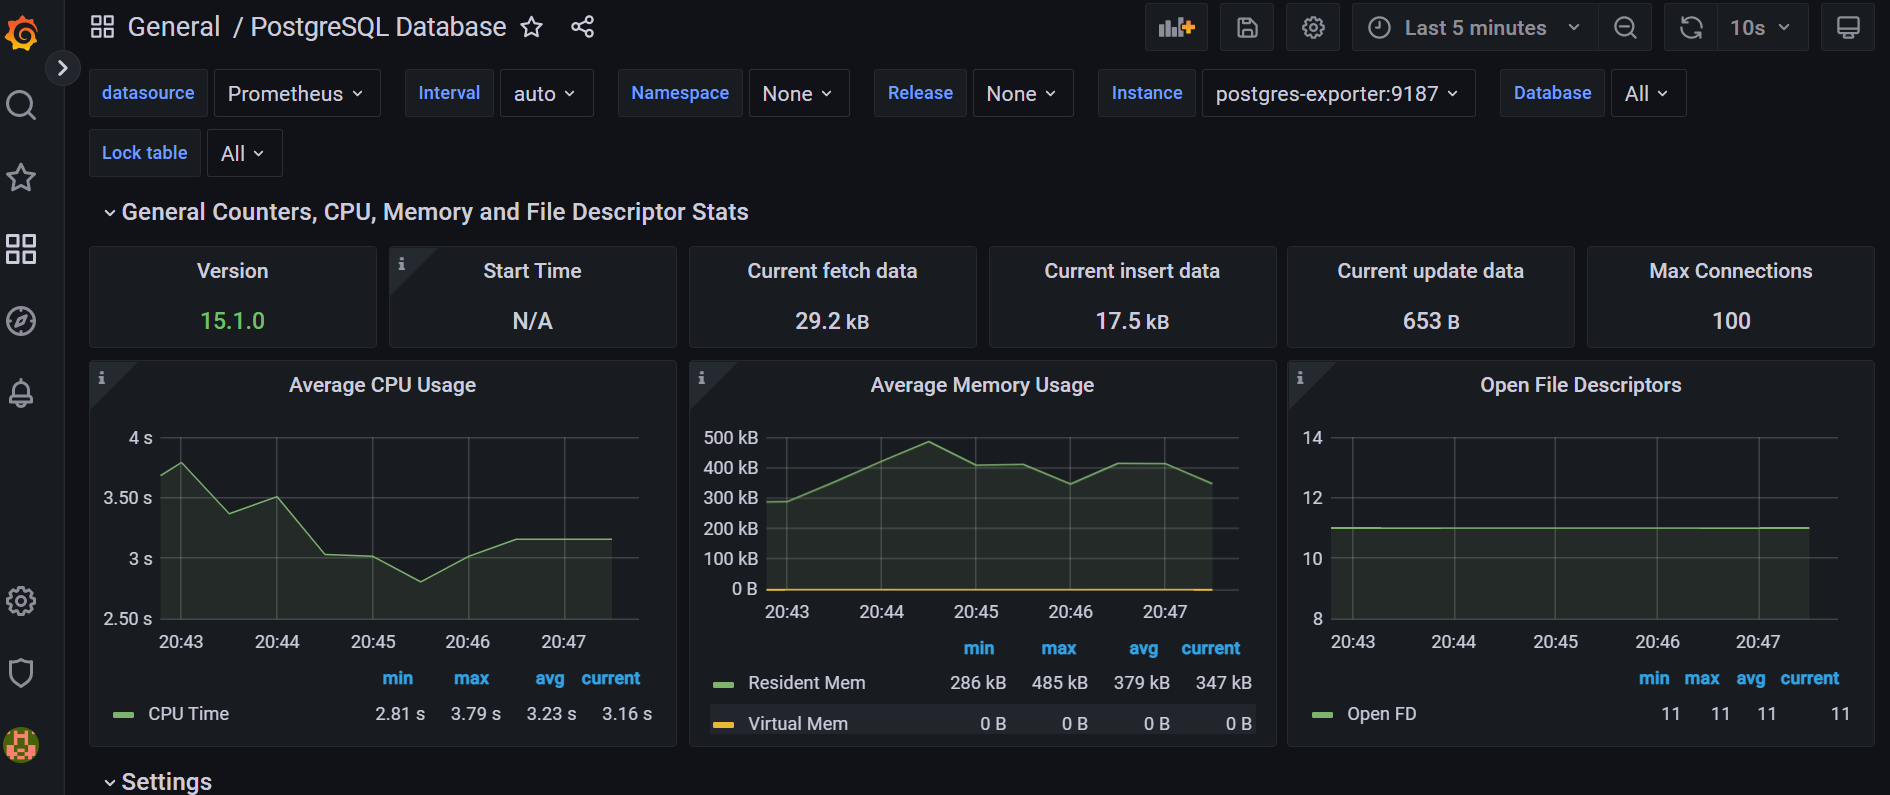 General / PostgreSQL Database
Last 5 minutes
10s
datasource Prometheus Interval auto Namespace None Release None Instance postgres-exporter:9187 Database All
Lock table All
General Counters, CPU, Memory and File Descriptor Stats
Version
15.1.0
Start Time
N/A
Current fetch data
29.2 kB
Current insert data
17.5 kB
Current update data
653 B
Max Connections
100
Average CPU Usage
4 s
3.50 s
3 s
2.50 s
20:43 20:44 20:45 20:46 20:47
min max avg current
CPU Time 2.81 s 3.79 s 3.23 s 3.16 s
Average Memory Usage
500 kB
400 kB
300 kB
200 kB
100 kB
0 B
20:43 20:44 20:45 20:46 20:47
min max avg current
Resident Mem 286 kB 485 kB 379 kB 347 kB
Virtual Mem 0 B 0 B 0 B 0 B
Open File Descriptors
14
12
10
8
20:43 20:44 20:45 20:46 20:47
min max avg current
Open FD 11 11 11 11
Settings